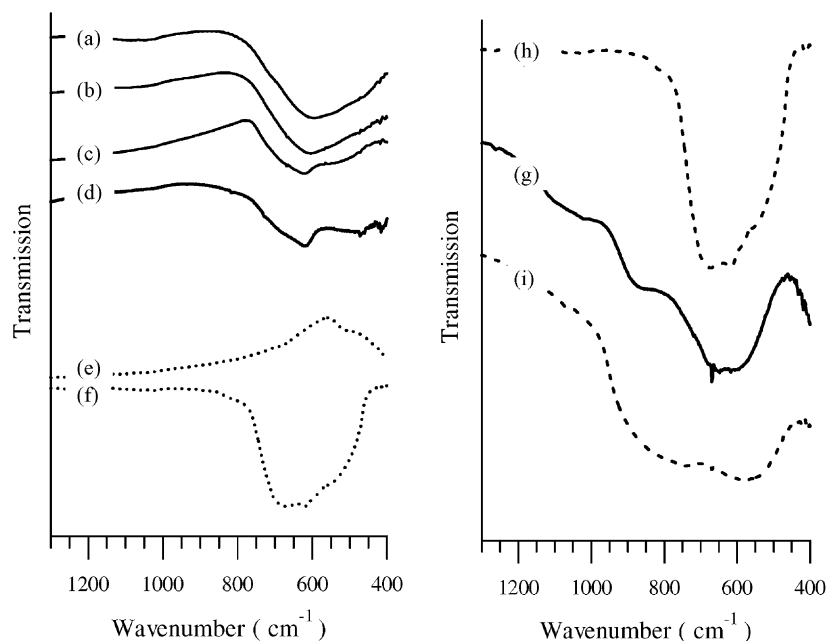 (a)
(b)
(c)
(d)
(e)
(f)
Transmission
1200 1000 800 600 400
Wavenumber ( cm⁻¹ )
(h)
(g)
(i)
Transmission
1200 1000 800 600 400
Wavenumber ( cm⁻¹ )